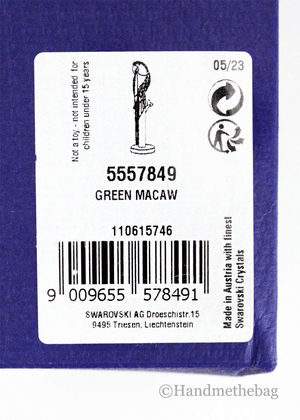 Not a toy - not intended for
children under 15 years
05/23
5557849
GREEN MACAW
110615746
9 009655 578491
SWAROVSKI AG Droeschistr.15
9495 Triesen, Liechtenstein
Made in Austria with finest
Swarovski Crystals
©Handmethebag